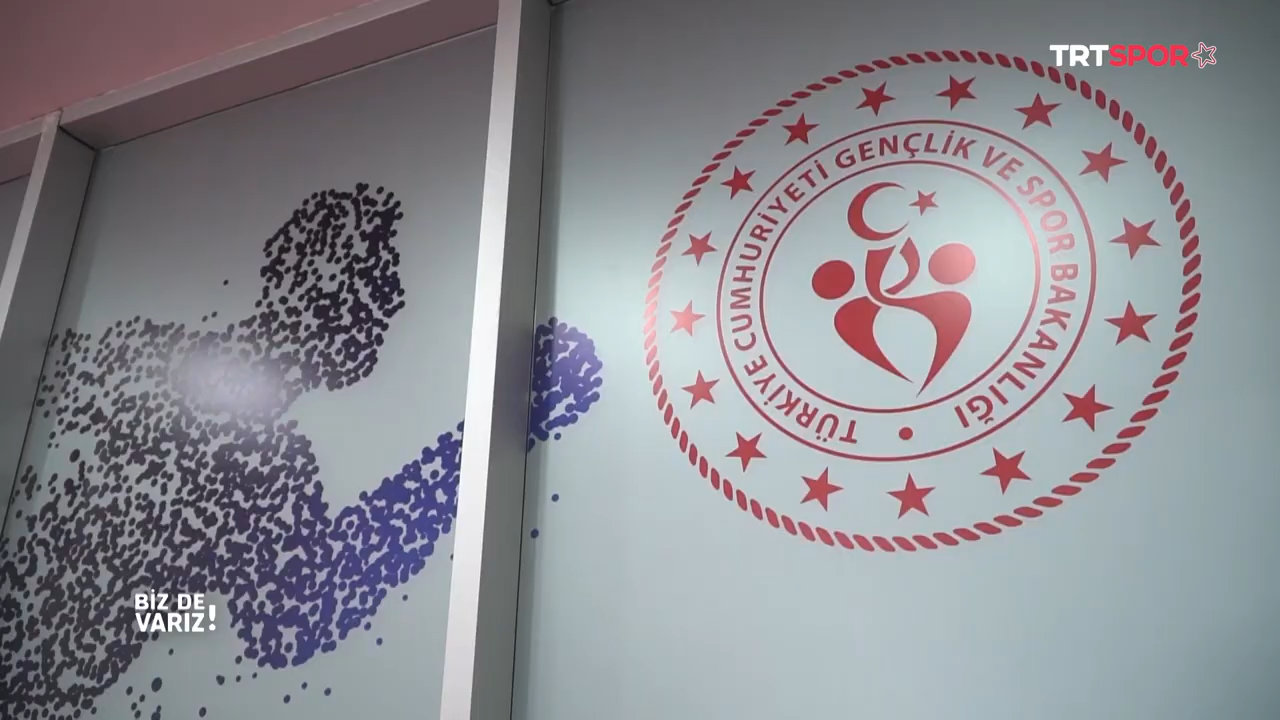 TRTSPOR
TÜRKİYE CUMHURİYETİ GENÇLİK VE SPOR BAKANLIĞI
BİZ DE
VARIZ!